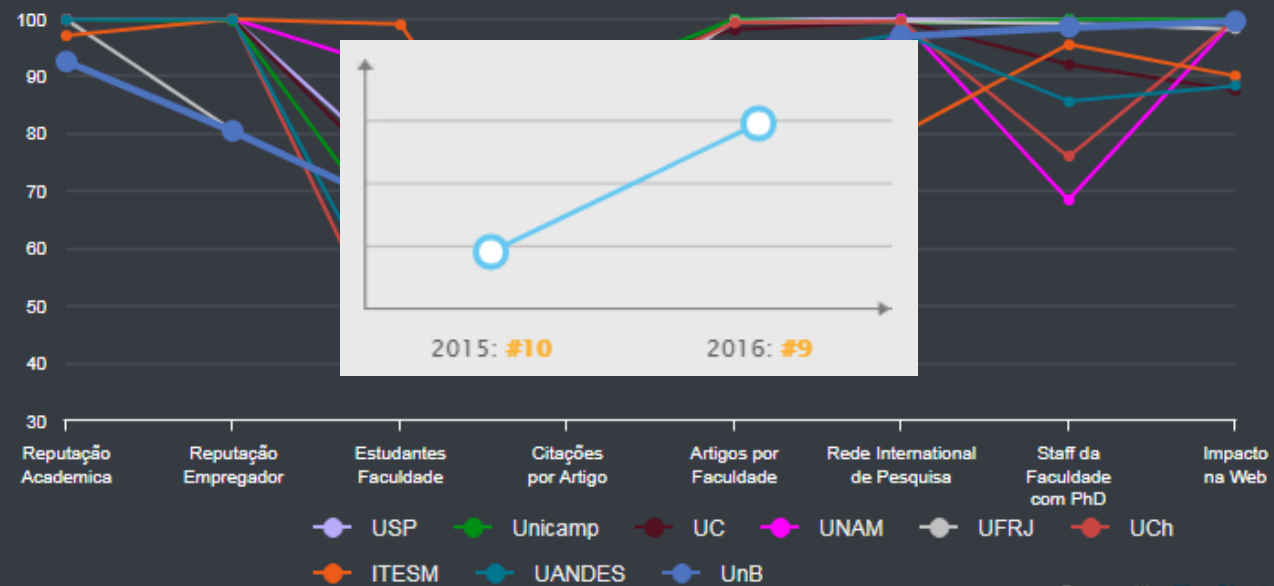 100
90
80
70
60
50
40
30
2015: #10 2016: #9
Reputação Academica
Reputação Empregador
Estudantes Faculdade
Citações por Artigo
Artigos por Faculdade
Rede International de Pesquisa
Staff da Faculdade com PhD
Impacto na Web
USP Unicamp UC UNAM UFRJ UCh
ITESM UANDES UnB